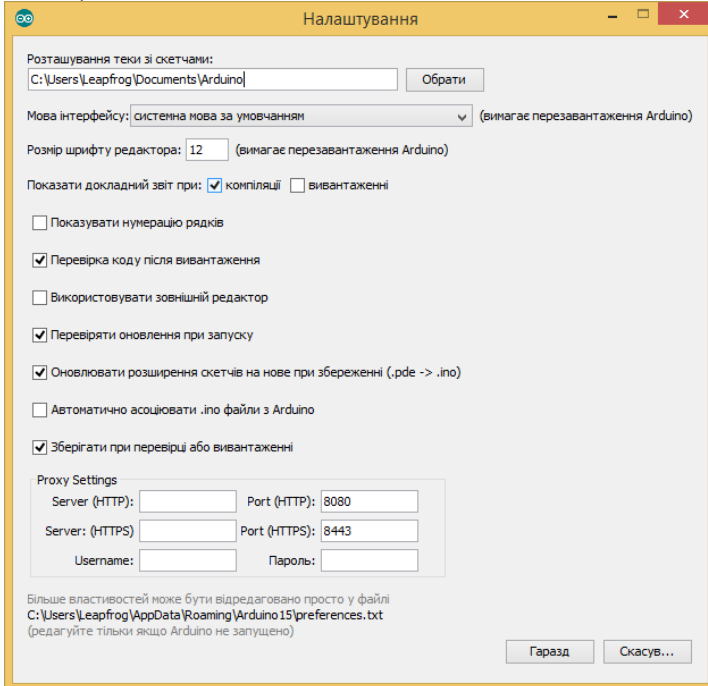 Налаштування
Розташування теки зі скетчами:
C:\Users\Leapfrog\Documents\Arduino Обрати
Мова інтерфейсу: системна мова за умовчанням (вимагає перезавантаження Arduino)
Розмір шрифту редактора: 12 (вимагає перезавантаження Arduino)
Показати докладний звіт при: компіляції вивантаженні
Показувати нумерацію рядків
Перевірка коду після вивантаження
Використовувати зовнішній редактор
Перевіряти оновлення при запуску
Оновлювати розширення скетчів на нове при збереженні (.pde -> .ino)
Автоматично асоціювати .ino файли з Arduino
Зберігати при перевірці або вивантаженні
Proxy Settings
Server (HTTP): Port (HTTP): 8080
Server: (HTTPS) Port (HTTPS): 8443
Username: Пароль:
Більше властивостей може бути відредаговано просто у файлі
C:\Users\Leapfrog\AppData\Roaming\Arduino15\preferences.txt
(редагуйте тільки якщо Arduino не запущено)
Гаразд Скасув...